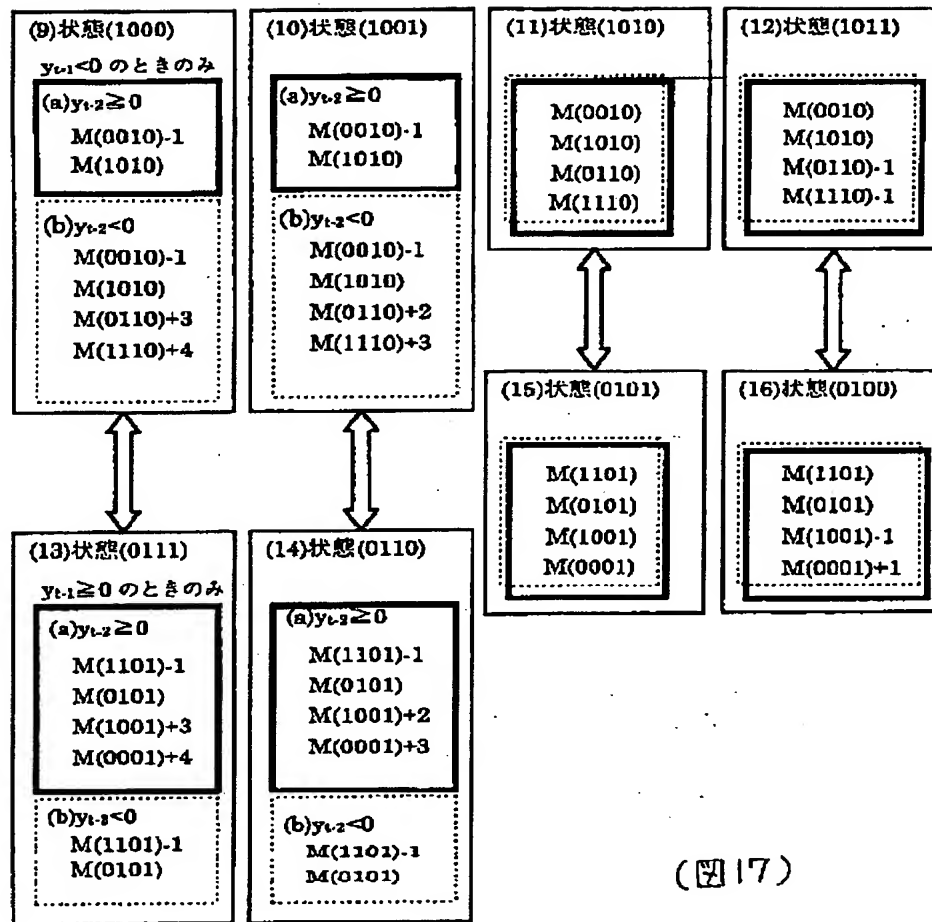 (9)状態(1000)
yt-1<0 のときのみ
(a)yt-2≧0
M(0010)-1
M(1010)
(b)yt-2<0
M(0010)-1
M(1010)
M(0110)+3
M(1110)+4
(10)状態(1001)
(a)yt-2≧0
M(0010)-1
M(1010)
(b)yt-2<0
M(0010)-1
M(1010)
M(0110)+2
M(1110)+3
(11)状態(1010)
M(0010)
M(1010)
M(0110)
M(1110)
(12)状態(1011)
M(0010)
M(1010)
M(0110)-1
M(1110)-1
(13)状態(0111)
yt-1≧0 のときのみ
(a)yt-2≧0
M(1101)-1
M(0101)
M(1001)+3
M(0001)+4
(b)yt-2<0
M(1101)-1
M(0101)
(14)状態(0110)
(a)yt-2≧0
M(1101)-1
M(0101)
M(1001)+2
M(0001)+3
(b)yt-2<0
M(1101)-1
M(0101)
(15)状態(0101)
M(1101)
M(0101)
M(1001)
M(0001)
(16)状態(0100)
M(1101)
M(0101)
M(1001)-1
M(0001)+1
(図17)